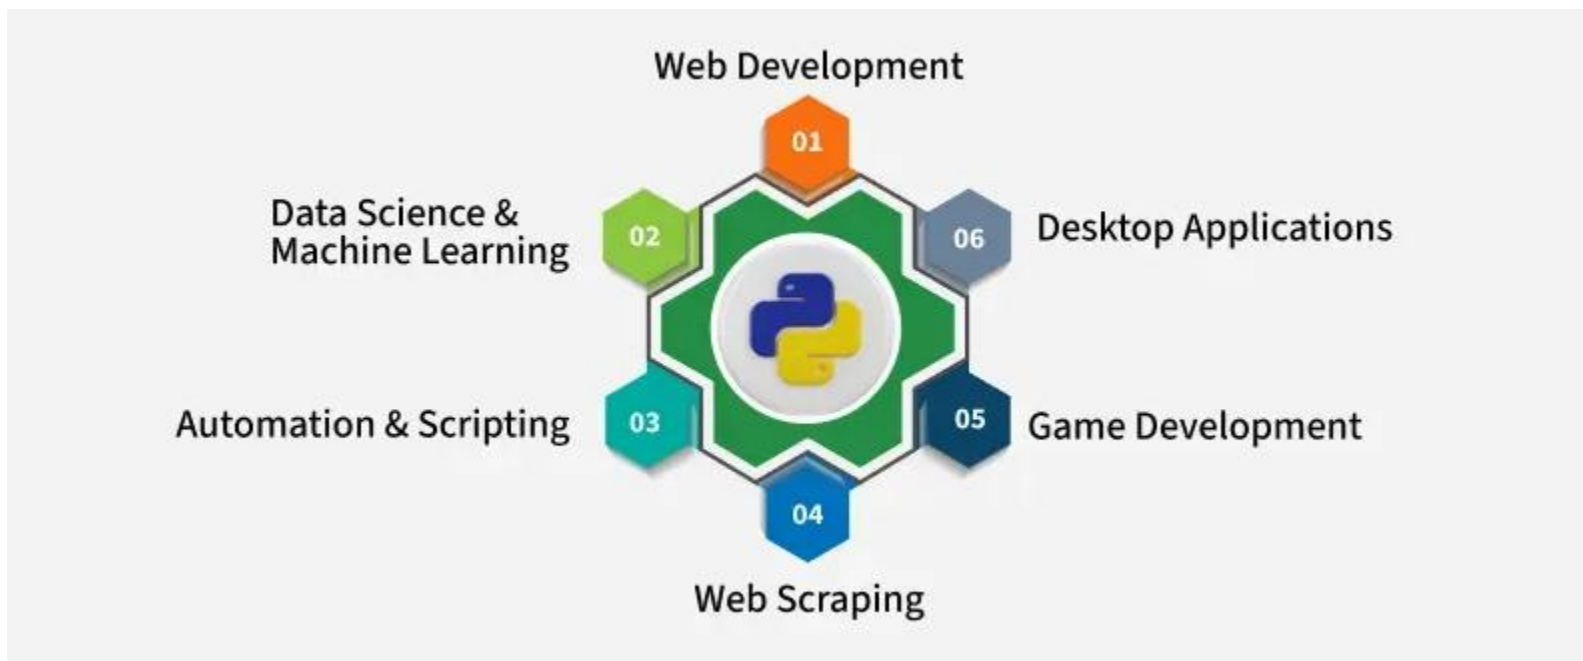 Web Development
01
Data Science &
Machine Learning
02
06
Desktop Applications
Automation & Scripting
03
05
Game Development
04
Web Scraping